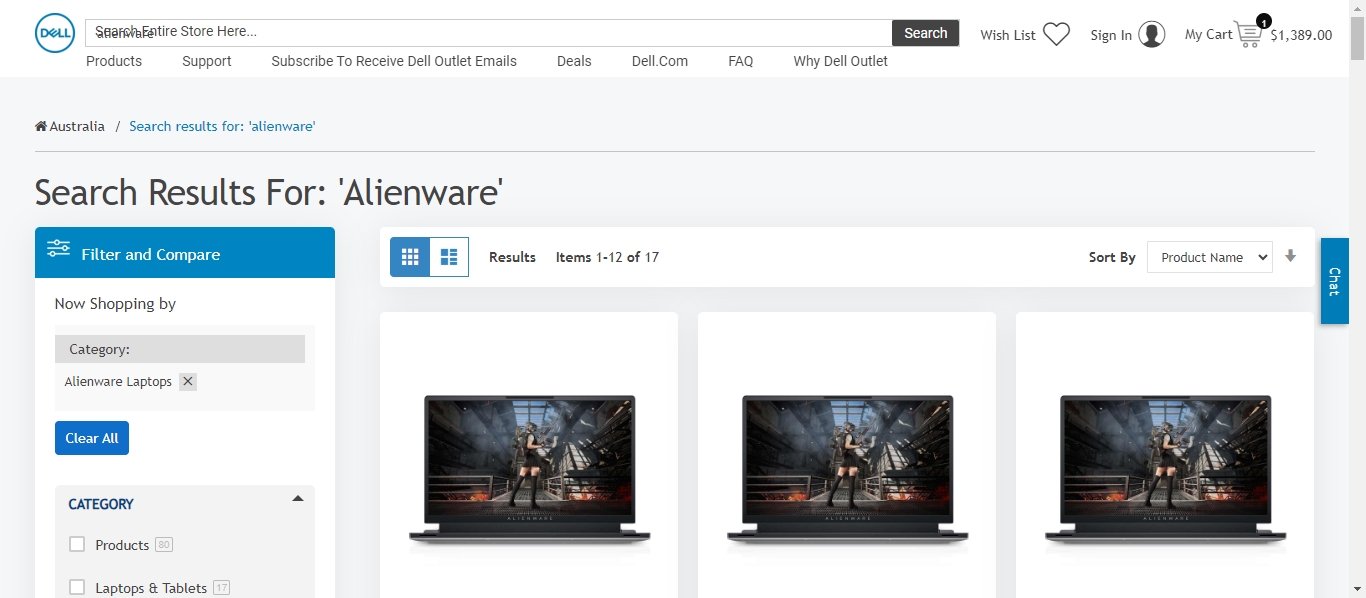 DELL
Search Entire Store Here...
alienware
Search
Wish List
Sign In
My Cart
1
$1,389.00
Products Support Subscribe To Receive Dell Outlet Emails Deals Dell.Com FAQ Why Dell Outlet
Australia / Search results for: 'alienware'
Search Results For: 'Alienware'
Filter and Compare
Now Shopping by
Category:
Alienware Laptops
Clear All
CATEGORY
Products 80
Laptops & Tablets 17
Results Items 1-12 of 17
Sort By Product Name
Chat
ALIENWARE
ALIENWARE
ALIENWARE